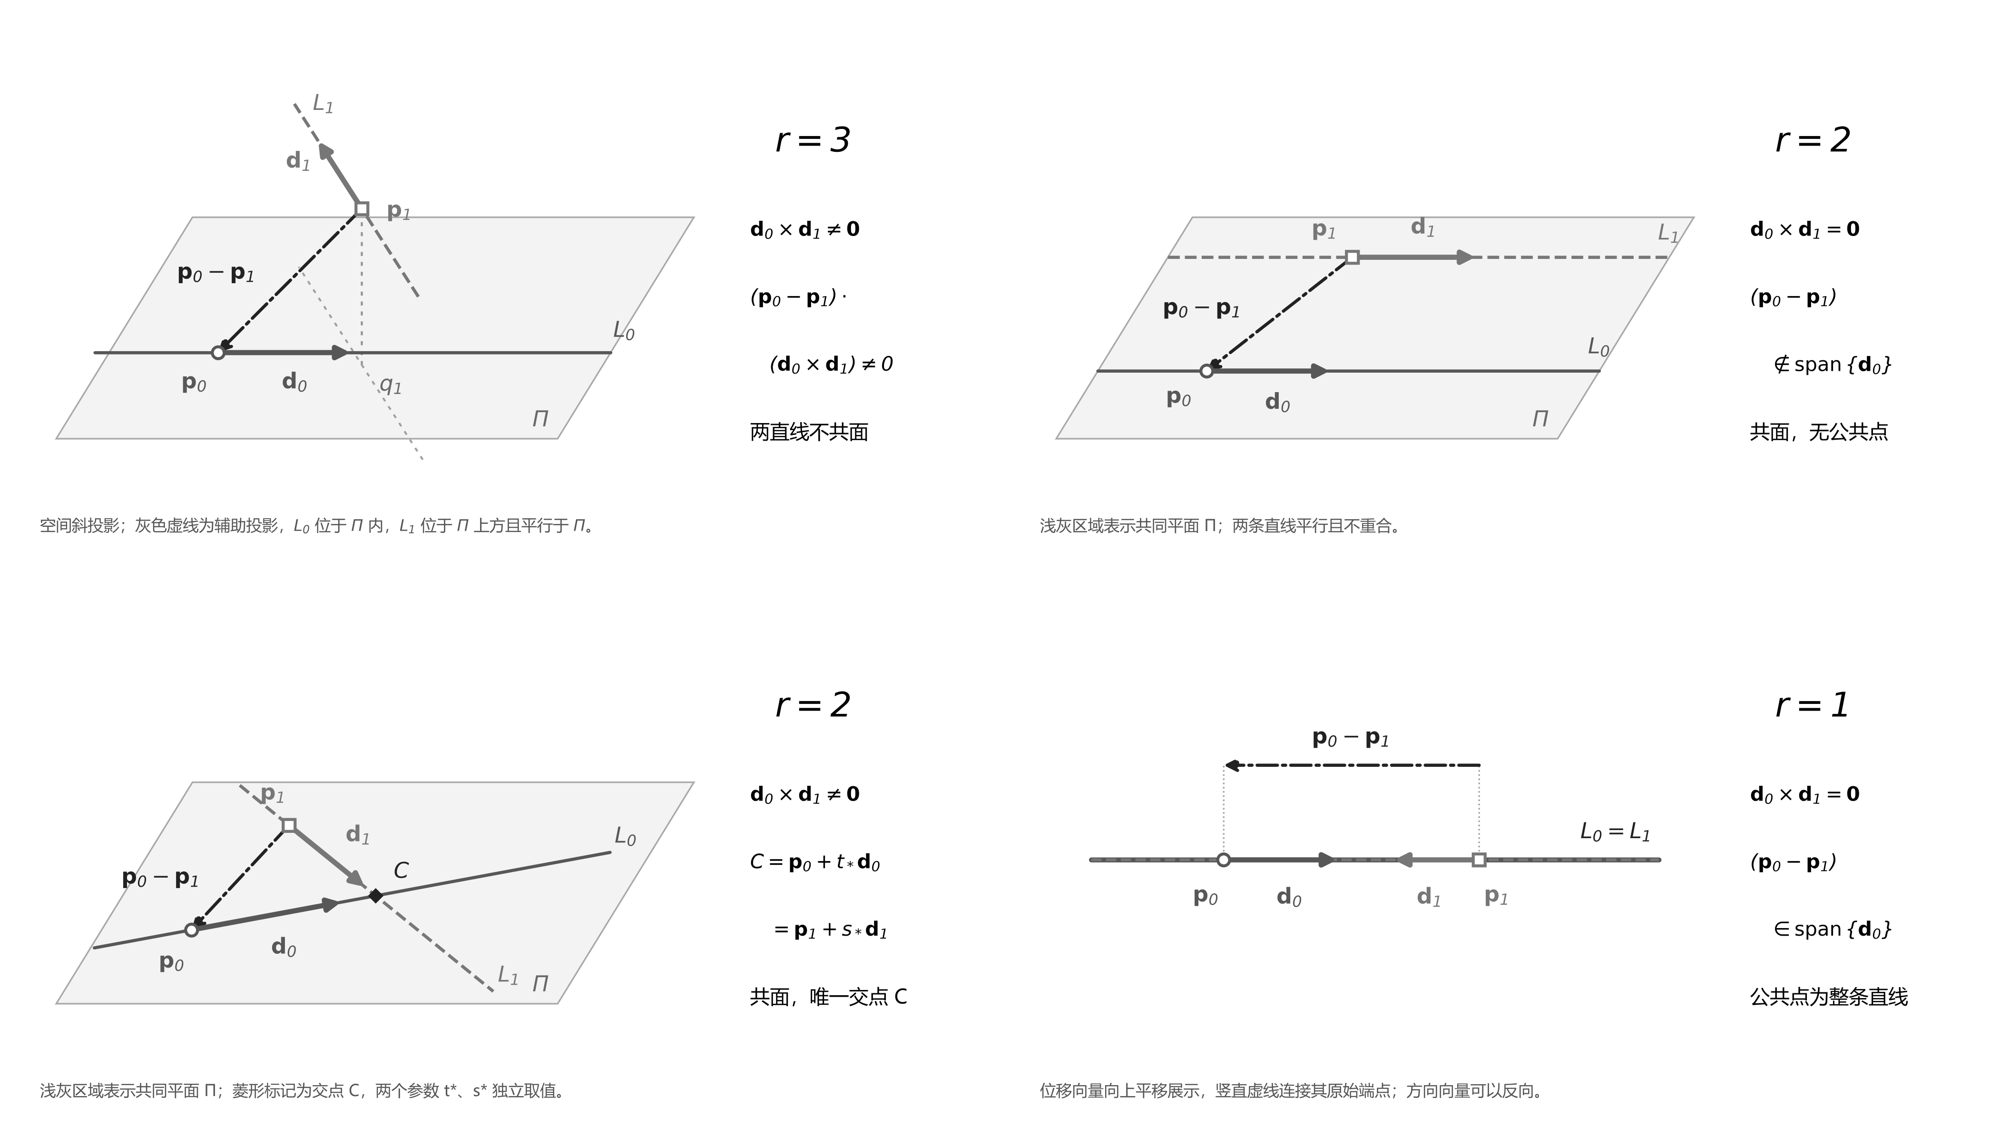 L₁
d₁
p₁
p₀ − p₁
L₀
p₀
d₀
q₁
Π
r = 3
d₀ × d₁ ≠ 0
(p₀ − p₁) ·
(d₀ × d₁) ≠ 0
两直线不共面
空间斜投影；灰色虚线为辅助投影，L₀ 位于 Π 内，L₁ 位于 Π 上方且平行于 Π。
p₁
d₁
L₁
p₀ − p₁
L₀
p₀
d₀
Π
r = 2
d₀ × d₁ = 0
(p₀ − p₁)
∉ span {d₀}
共面，无公共点
浅灰区域表示共同平面 Π；两条直线平行且不重合。
p₁
d₁
L₀
C
p₀ − p₁
d₀
p₀
L₁
Π
r = 2
d₀ × d₁ ≠ 0
C = p₀ + t* d₀
= p₁ + s* d₁
共面，唯一交点 C
浅灰区域表示共同平面 Π；菱形标记为交点 C，两个参数 t*、s* 独立取值。
p₀ − p₁
L₀ = L₁
p₀
d₀
d₁
p₁
r = 1
d₀ × d₁ = 0
(p₀ − p₁)
∈ span {d₀}
公共点为整条直线
位移向量向上平移展示，竖直虚线连接其原始端点；方向向量可以反向。